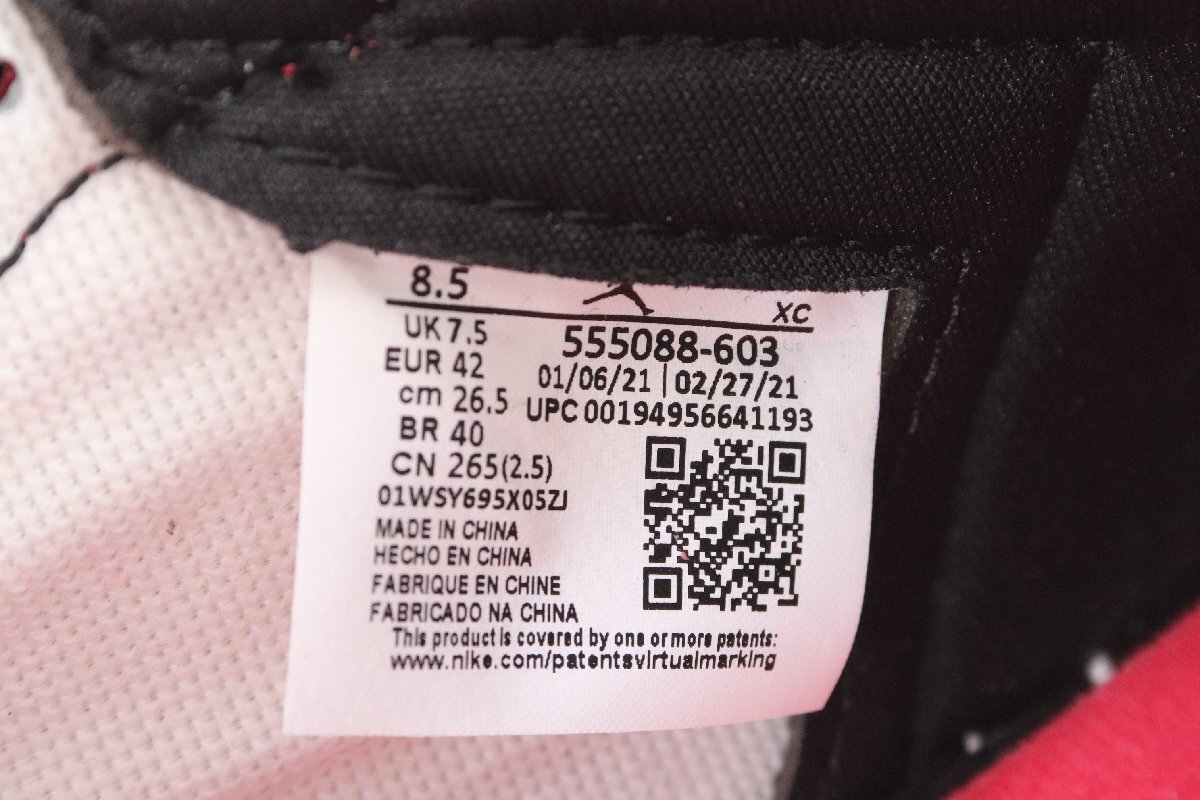 8.5
XC
UK 7.5
EUR 42
cm 26.5
BR 40
CN 265(2.5)
555088-603
01/06/21 | 02/27/21
UPC 00194956641193
01WSY695X05ZJ
MADE IN CHINA
HECHO EN CHINA
FABRIQUE EN CHINE
FABRICADO NA CHINA
This product is covered by one or more patents:
www.nike.com/patentsvirtualmarking